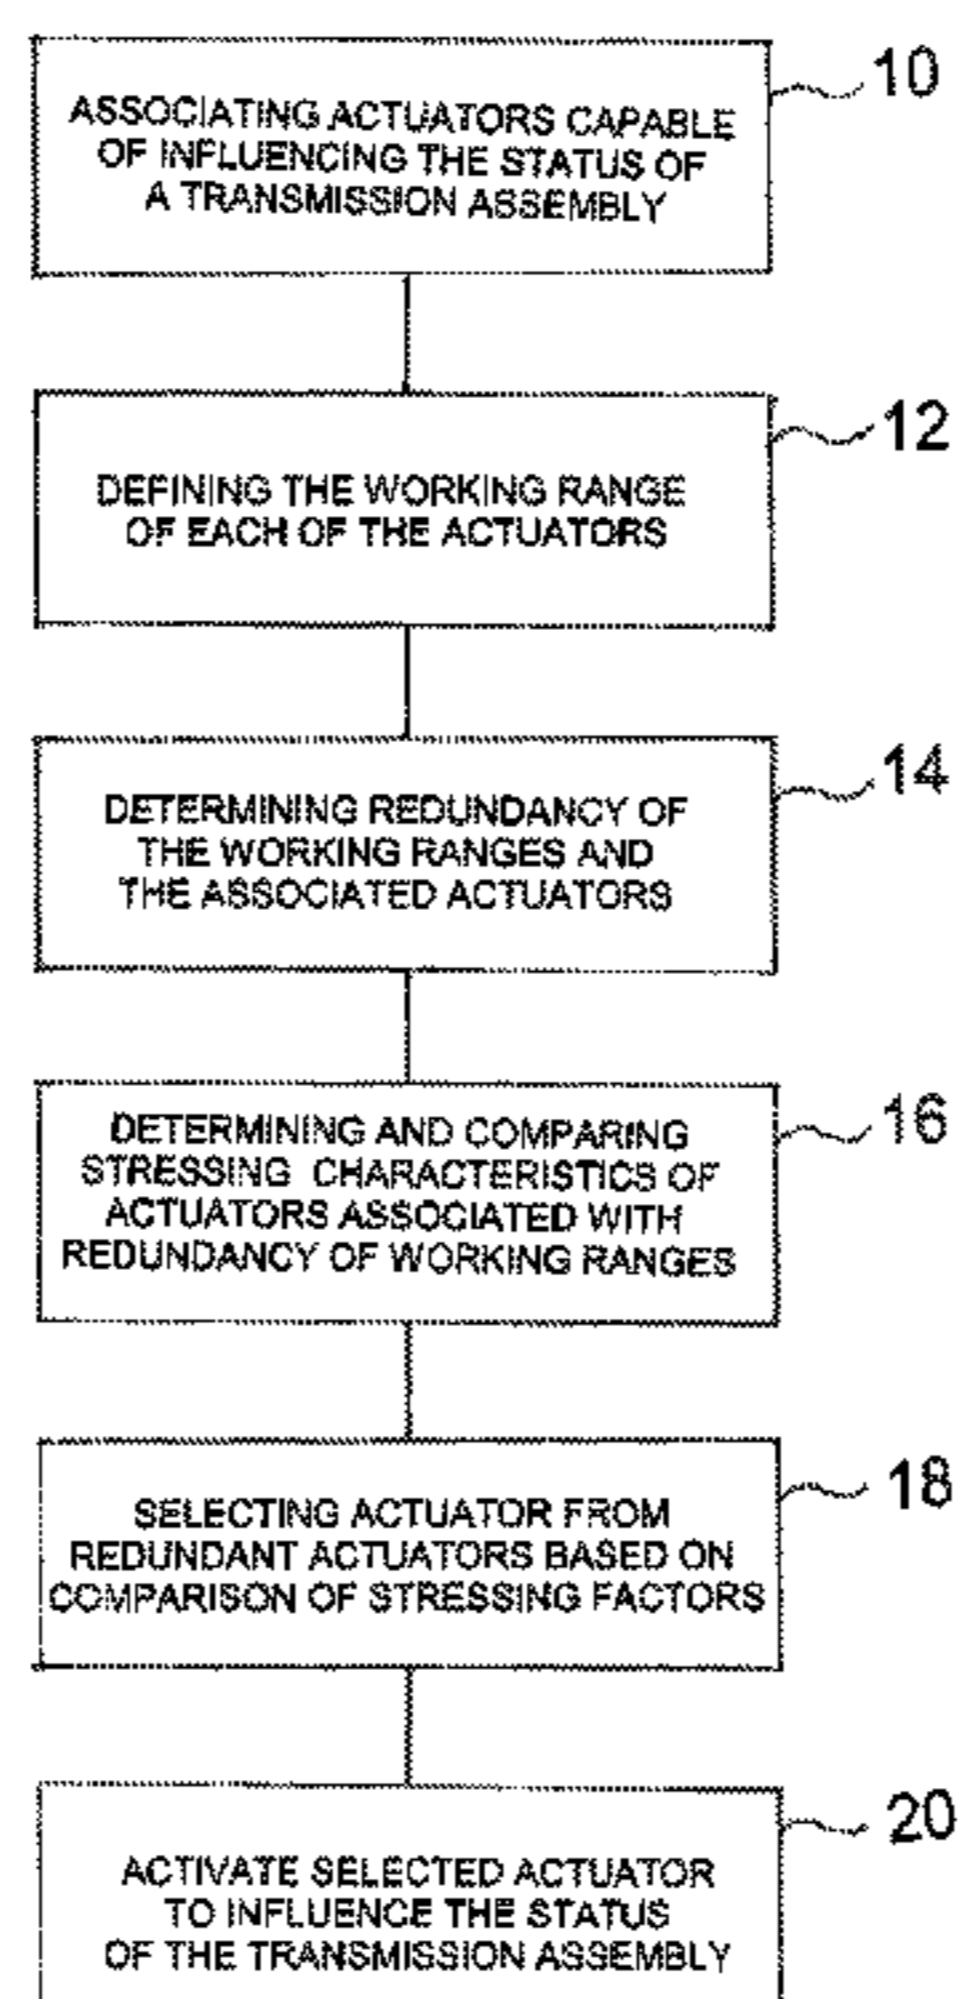 10
ASSOCIATING ACTUATORS CAPABLE
OF INFLUENCING THE STATUS OF
A TRANSMISSION ASSEMBLY
12
DEFINING THE WORKING RANGE
OF EACH OF THE ACTUATORS
14
DETERMINING REDUNDANCY OF
THE WORKING RANGES AND
THE ASSOCIATED ACTUATORS
16
DETERMINING AND COMPARING
STRESSING CHARACTERISTICS OF
ACTUATORS ASSOCIATED WITH
REDUNDANCY OF WORKING RANGES
18
SELECTING ACTUATOR FROM
REDUNDANT ACTUATORS BASED ON
COMPARISON OF STRESSING FACTORS
20
ACTIVATE SELECTED ACTUATOR
TO INFLUENCE THE STATUS
OF THE TRANSMISSION ASSEMBLY